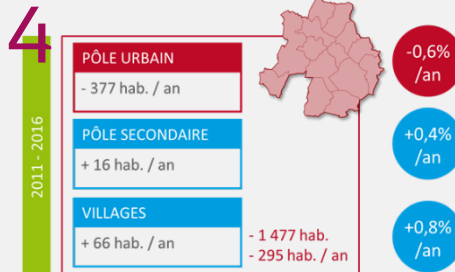 4
2011 - 2016
PÔLE URBAIN
- 377 hab. / an
-0,6%
/an
PÔLE SECONDAIRE
+ 16 hab. / an
+0,4%
/an
VILLAGES
+ 66 hab. / an
- 1 477 hab.
- 295 hab. / an
+0,8%
/an